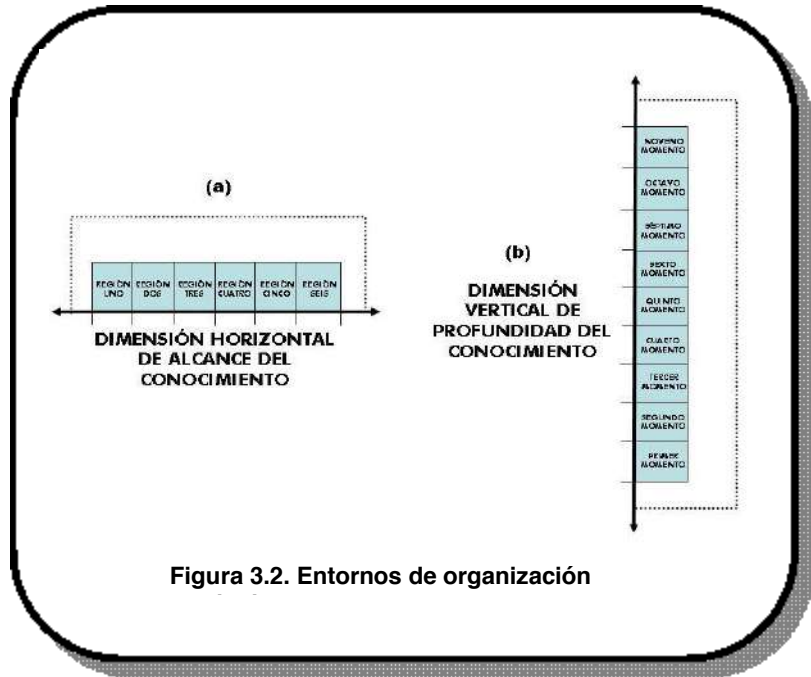 (a)
REGIÓN UNO
REGIÓN DOS
REGIÓN TRES
REGIÓN CUATRO
REGIÓN CINCO
REGIÓN SEIS
DIMENSIÓN HORIZONTAL
DE ALCANCE DEL
CONOCIMIENTO
(b)
DIMENSIÓN
VERTICAL DE
PROFUNDIDAD DEL
CONOCIMIENTO
NOVENO
MOMENTO
OCTAVO
MOMENTO
SÉPTIMO
MOMENTO
SEXTO
MOMENTO
QUINTO
MOMENTO
CUARTO
MOMENTO
TERCER
MOMENTO
SEGUNDO
MOMENTO
PRIMER
MOMENTO
Figura 3.2. Entornos de organización